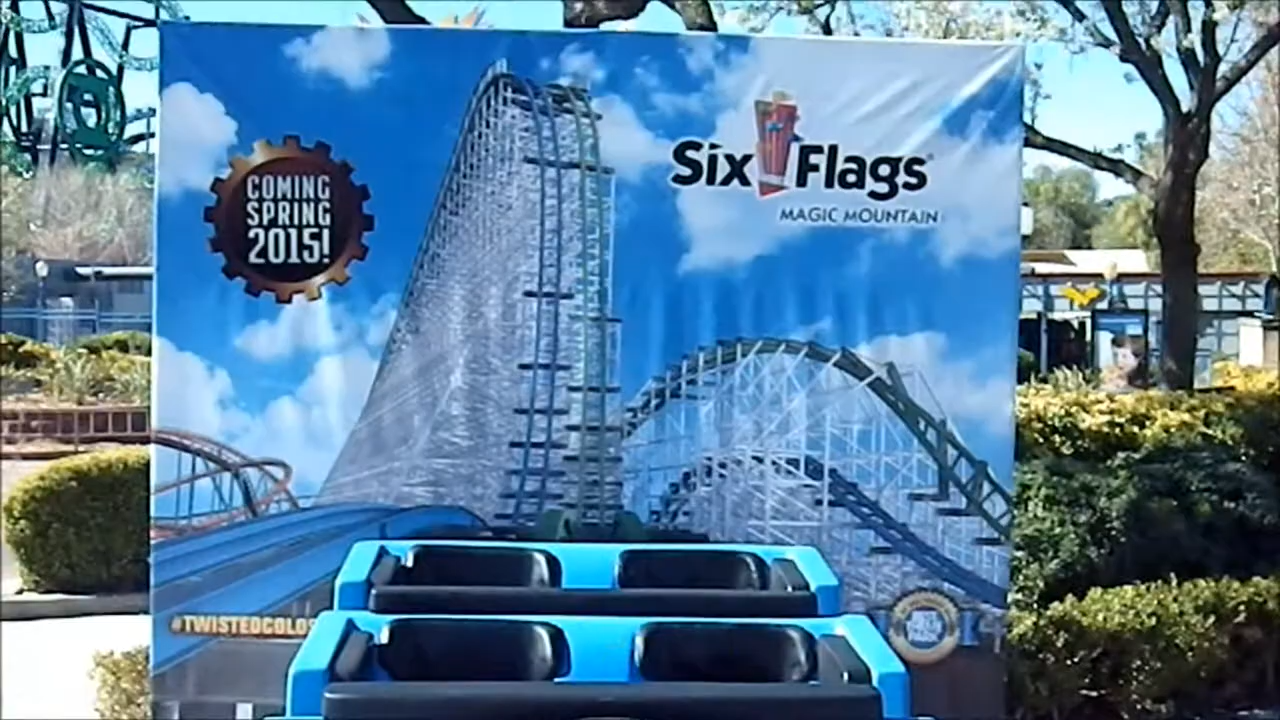 COMING
SPRING
2015!
Six Flags
MAGIC MOUNTAIN
#TWISTEDCOLOS